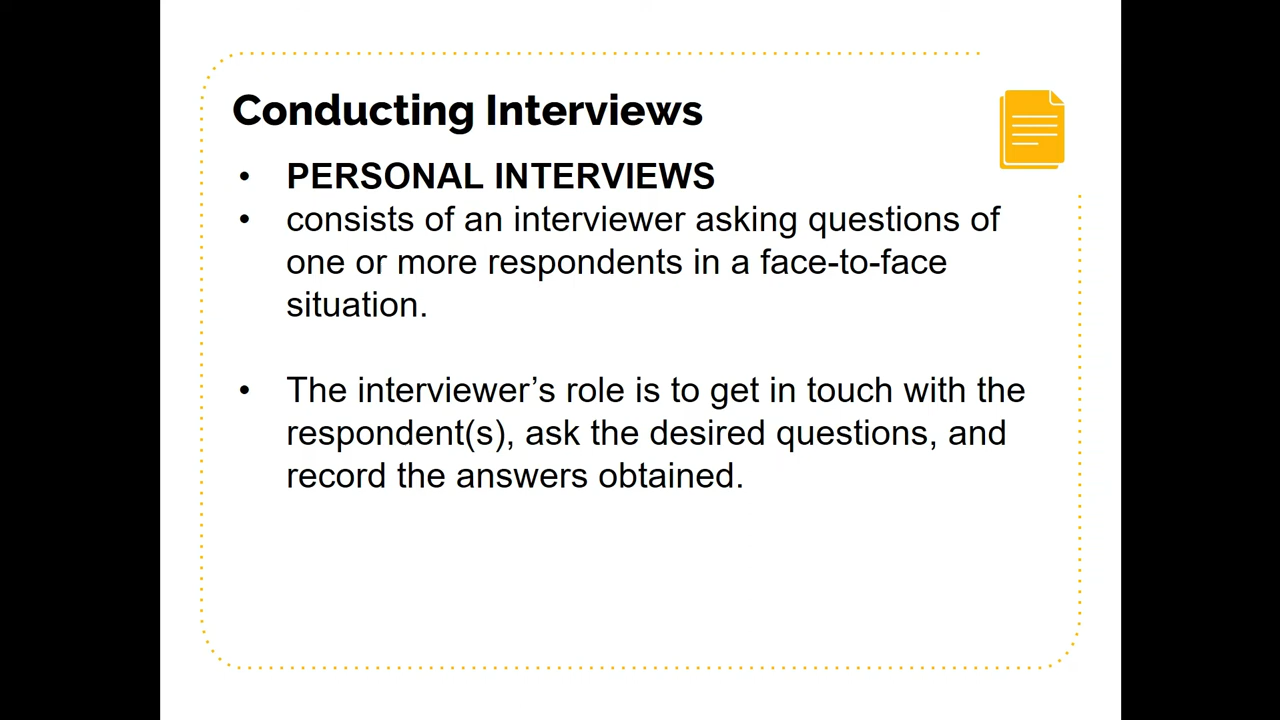 Conducting Interviews
• PERSONAL INTERVIEWS
• consists of an interviewer asking questions of
one or more respondents in a face-to-face
situation.
• The interviewer’s role is to get in touch with the
respondent(s), ask the desired questions, and
record the answers obtained.